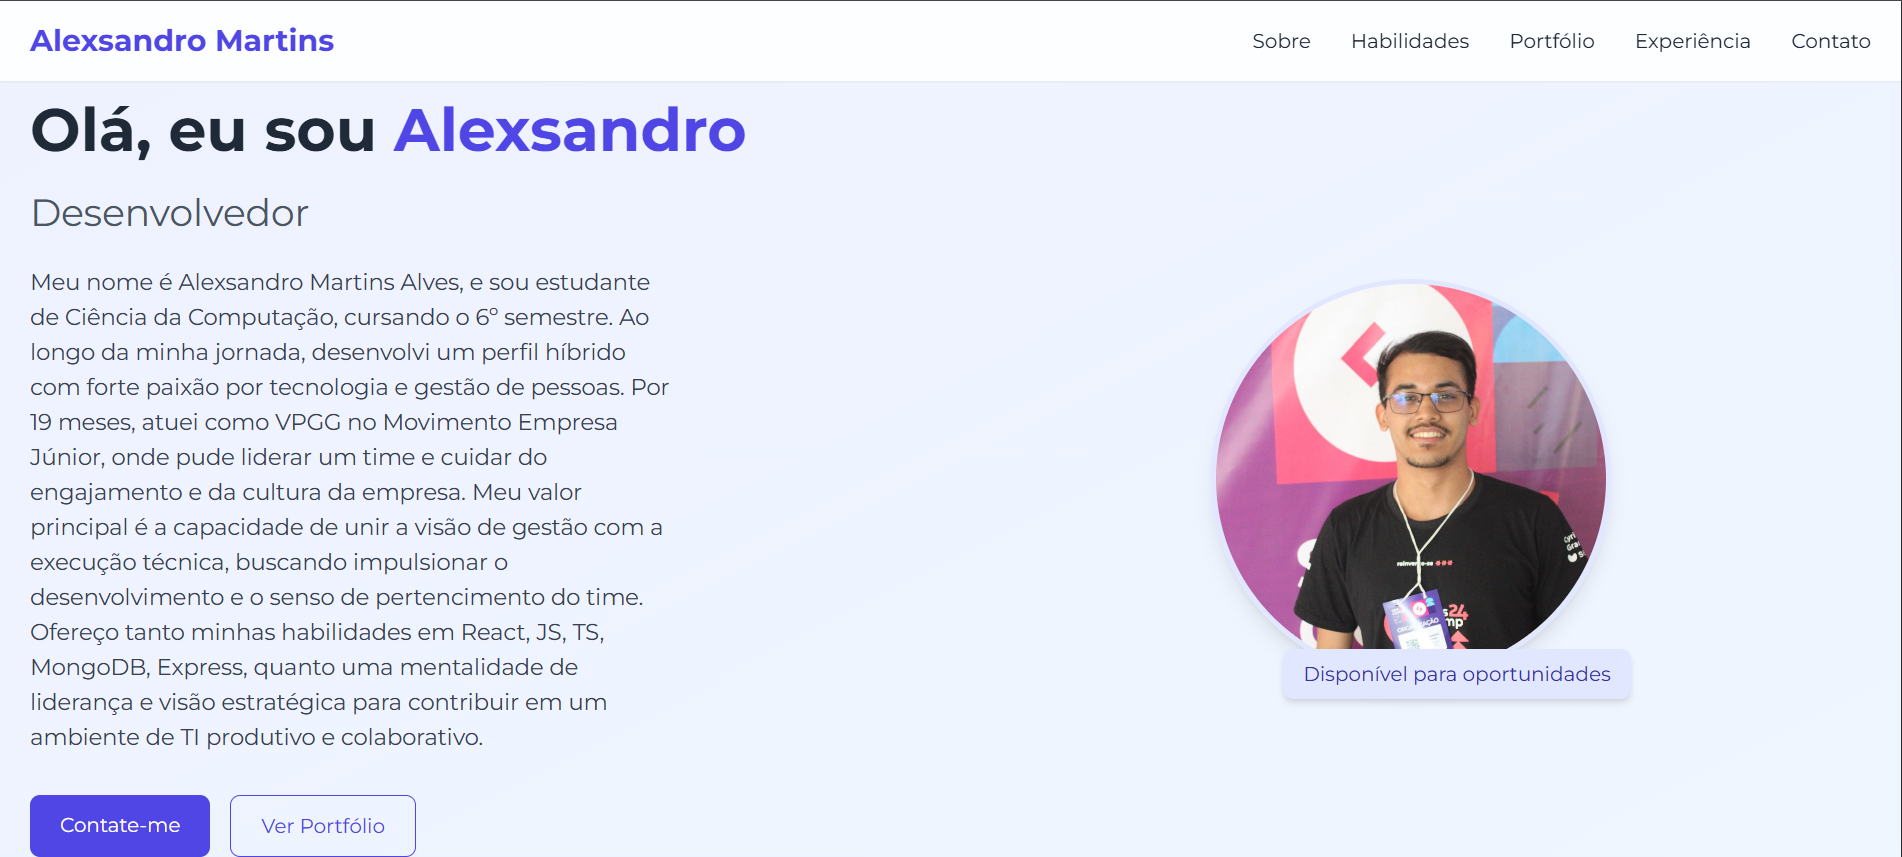 Alexsandro Martins
Sobre Habilidades Portfólio Experiência Contato
Olá, eu sou Alexsandro
Desenvolvedor
Meu nome é Alexsandro Martins Alves, e sou estudante
de Ciência da Computação, cursando o 6º semestre. Ao
longo da minha jornada, desenvolvi um perfil híbrido
com forte paixão por tecnologia e gestão de pessoas. Por
19 meses, atuei como VPGG no Movimento Empresa
Júnior, onde pude liderar um time e cuidar do
engajamento e da cultura da empresa. Meu valor
principal é a capacidade de unir a visão de gestão com a
execução técnica, buscando impulsionar o
desenvolvimento e o senso de pertencimento do time.
Ofereço tanto minhas habilidades em React, JS, TS,
MongoDB, Express, quanto uma mentalidade de
liderança e visão estratégica para contribuir em um
ambiente de TI produtivo e colaborativo.
Contate-me
Ver Portfólio
ORGANIZAÇÃO
Disponível para oportunidades